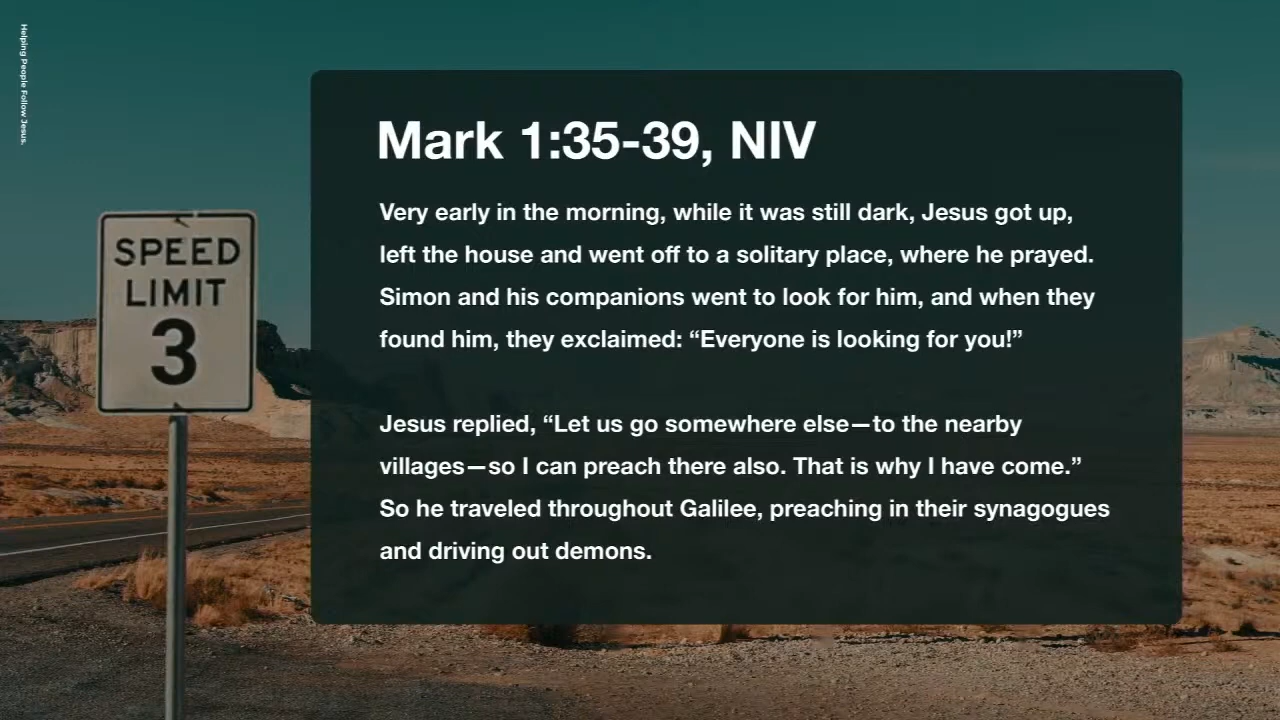 Helping People Follow Jesus.
SPEED
LIMIT
3
Mark 1:35-39, NIV
Very early in the morning, while it was still dark, Jesus got up,
left the house and went off to a solitary place, where he prayed.
Simon and his companions went to look for him, and when they
found him, they exclaimed: “Everyone is looking for you!”
Jesus replied, “Let us go somewhere else—to the nearby
villages—so I can preach there also. That is why I have come.”
So he traveled throughout Galilee, preaching in their synagogues
and driving out demons.